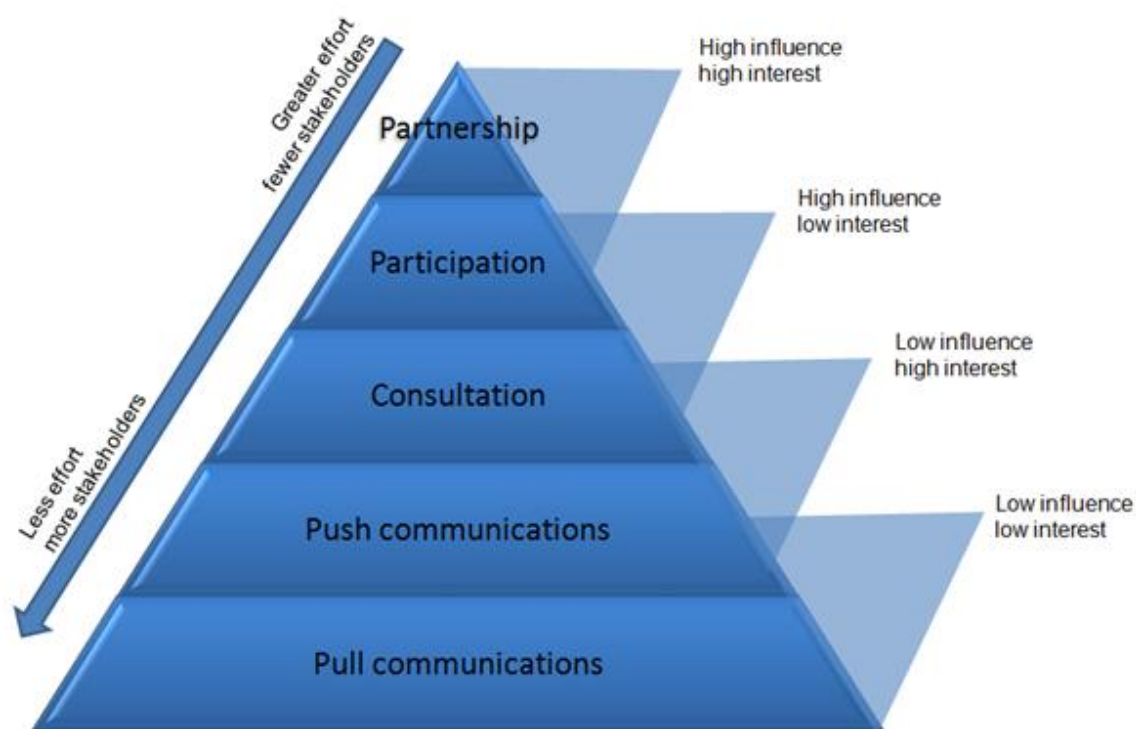 Greater effort
fewer stakeholders
High influence
high interest
Partnership
High influence
low interest
Participation
Low influence
high interest
Consultation
Less effort
more stakeholders
Low influence
low interest
Push communications
Pull communications